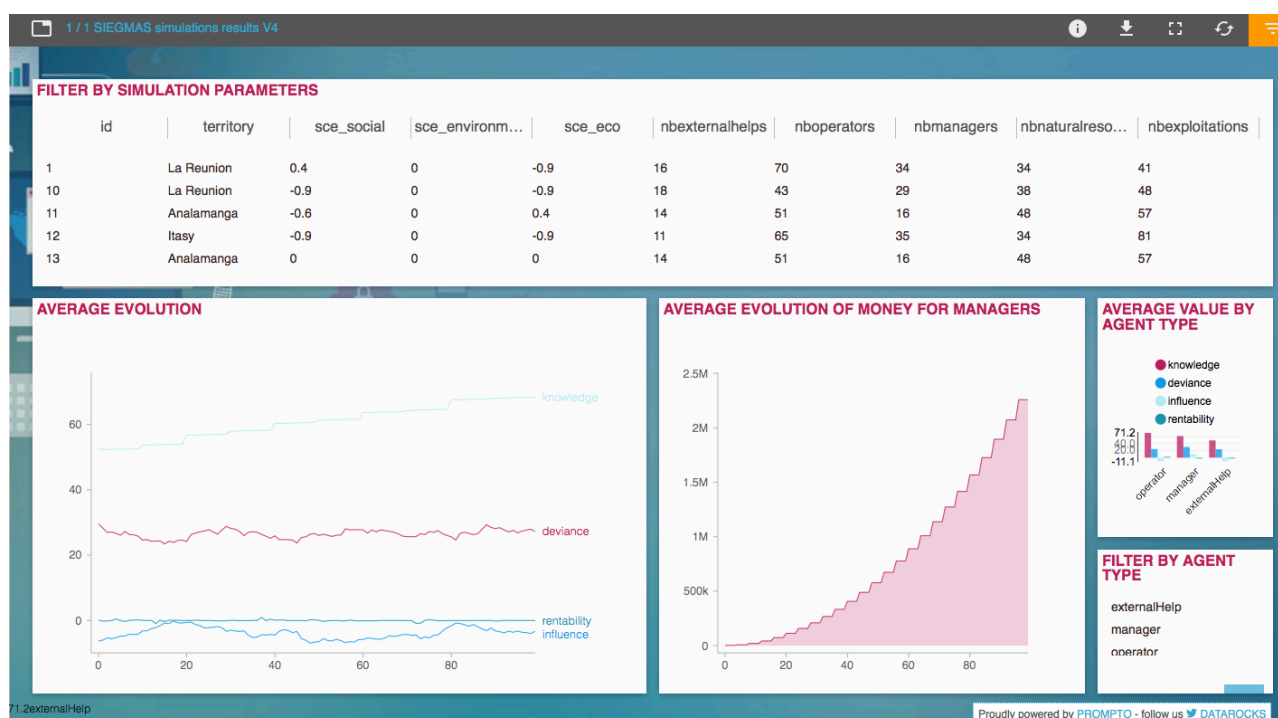 1 / 1 SIEGMAS simulations results V4
FILTER BY SIMULATION PARAMETERS
id territory sce_social sce_environm... sce_eco nbexternalhelps nboperators nbmanagers nbnaturalreso... nbexploitations
1 La Reunion 0.4 0 -0.9 16 70 34 34 41
10 La Reunion -0.9 0 -0.9 18 43 29 38 48
11 Analamanga -0.6 0 0.4 14 51 16 48 57
12 Itasy -0.9 0 -0.9 11 65 35 34 81
13 Analamanga 0 0 0 14 51 16 48 57
AVERAGE EVOLUTION
knowledge
60
40
deviance
20
rentability
0
influence
0 20 40 60 80
AVERAGE EVOLUTION OF MONEY FOR MANAGERS
2.5M
2M
1.5M
1M
500k
0
0 20 40 60 80
AVERAGE VALUE BY
AGENT TYPE
knowledge
deviance
influence
rentability
71.2
40.0
20.0
-11.1
operator manager externalHelp
FILTER BY AGENT
TYPE
externalHelp
manager
operator
71.2externalHelp
Proudly powered by PROMPTO - follow us DATAROCKS